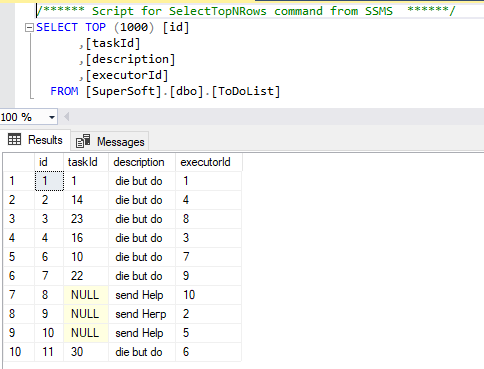 /****** Script for SelectTopNRows command from SSMS  ******/
SELECT TOP (1000) [id]
,[taskId]
,[description]
,[executorId]
FROM [SuperSoft].[dbo].[ToDoList]
100 %
Results Messages
id taskId description executorId
1 1 1 die but do 1
2 2 14 die but do 4
3 3 23 die but do 8
4 4 16 die but do 3
5 6 10 die but do 7
6 7 22 die but do 9
7 8 NULL send Help 10
8 9 NULL send Herp 2
9 10 NULL send Help 5
10 11 30 die but do 6